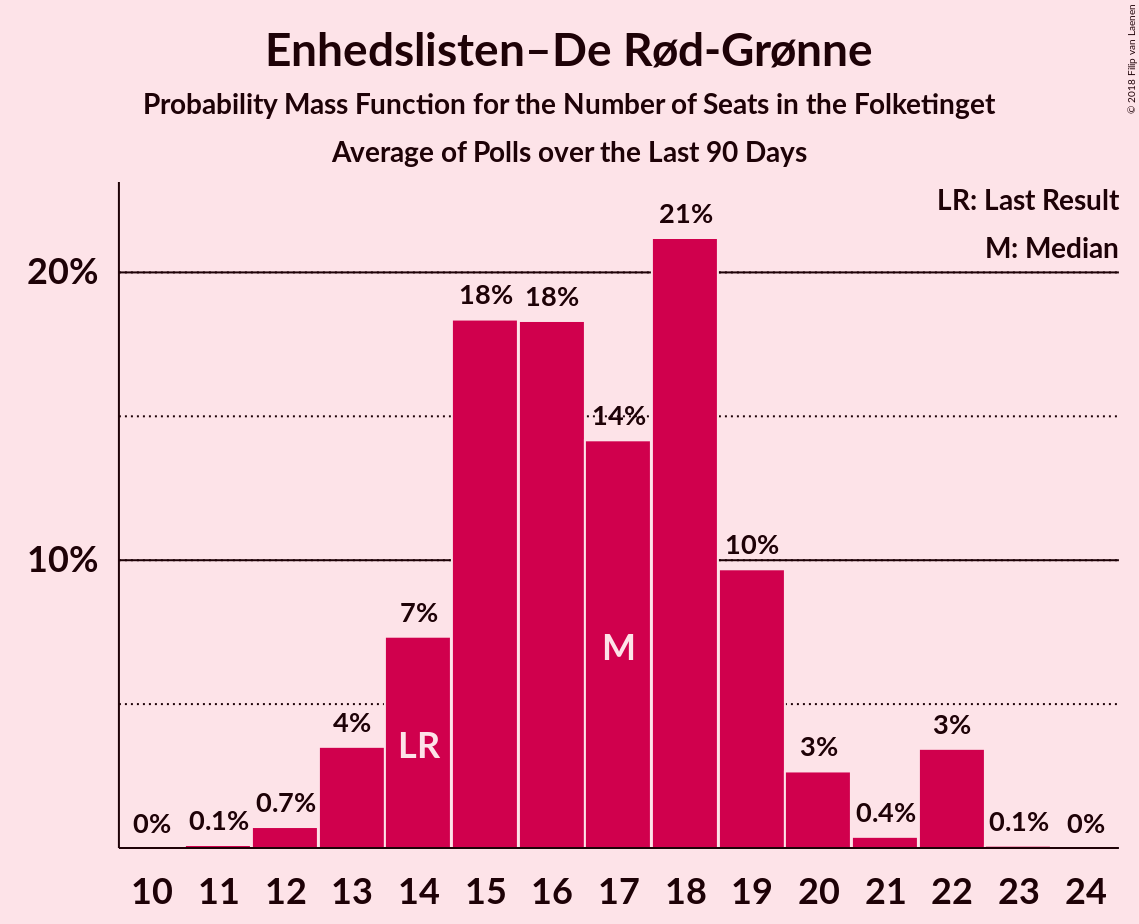 Enhedslisten–De Rød-Grønne
Probability Mass Function for the Number of Seats in the Folketinget
Average of Polls over the Last 90 Days
© 2018 Filip van Laenen
LR: Last Result
M: Median
21%
20%
18% 18%
14%
10%
10%
7%
M
4%
LR
3%
3%
0% 0.1% 0.7% 0.4% 0.1% 0%
10 11 12 13 14 15 16 17 18 19 20 21 22 23 24